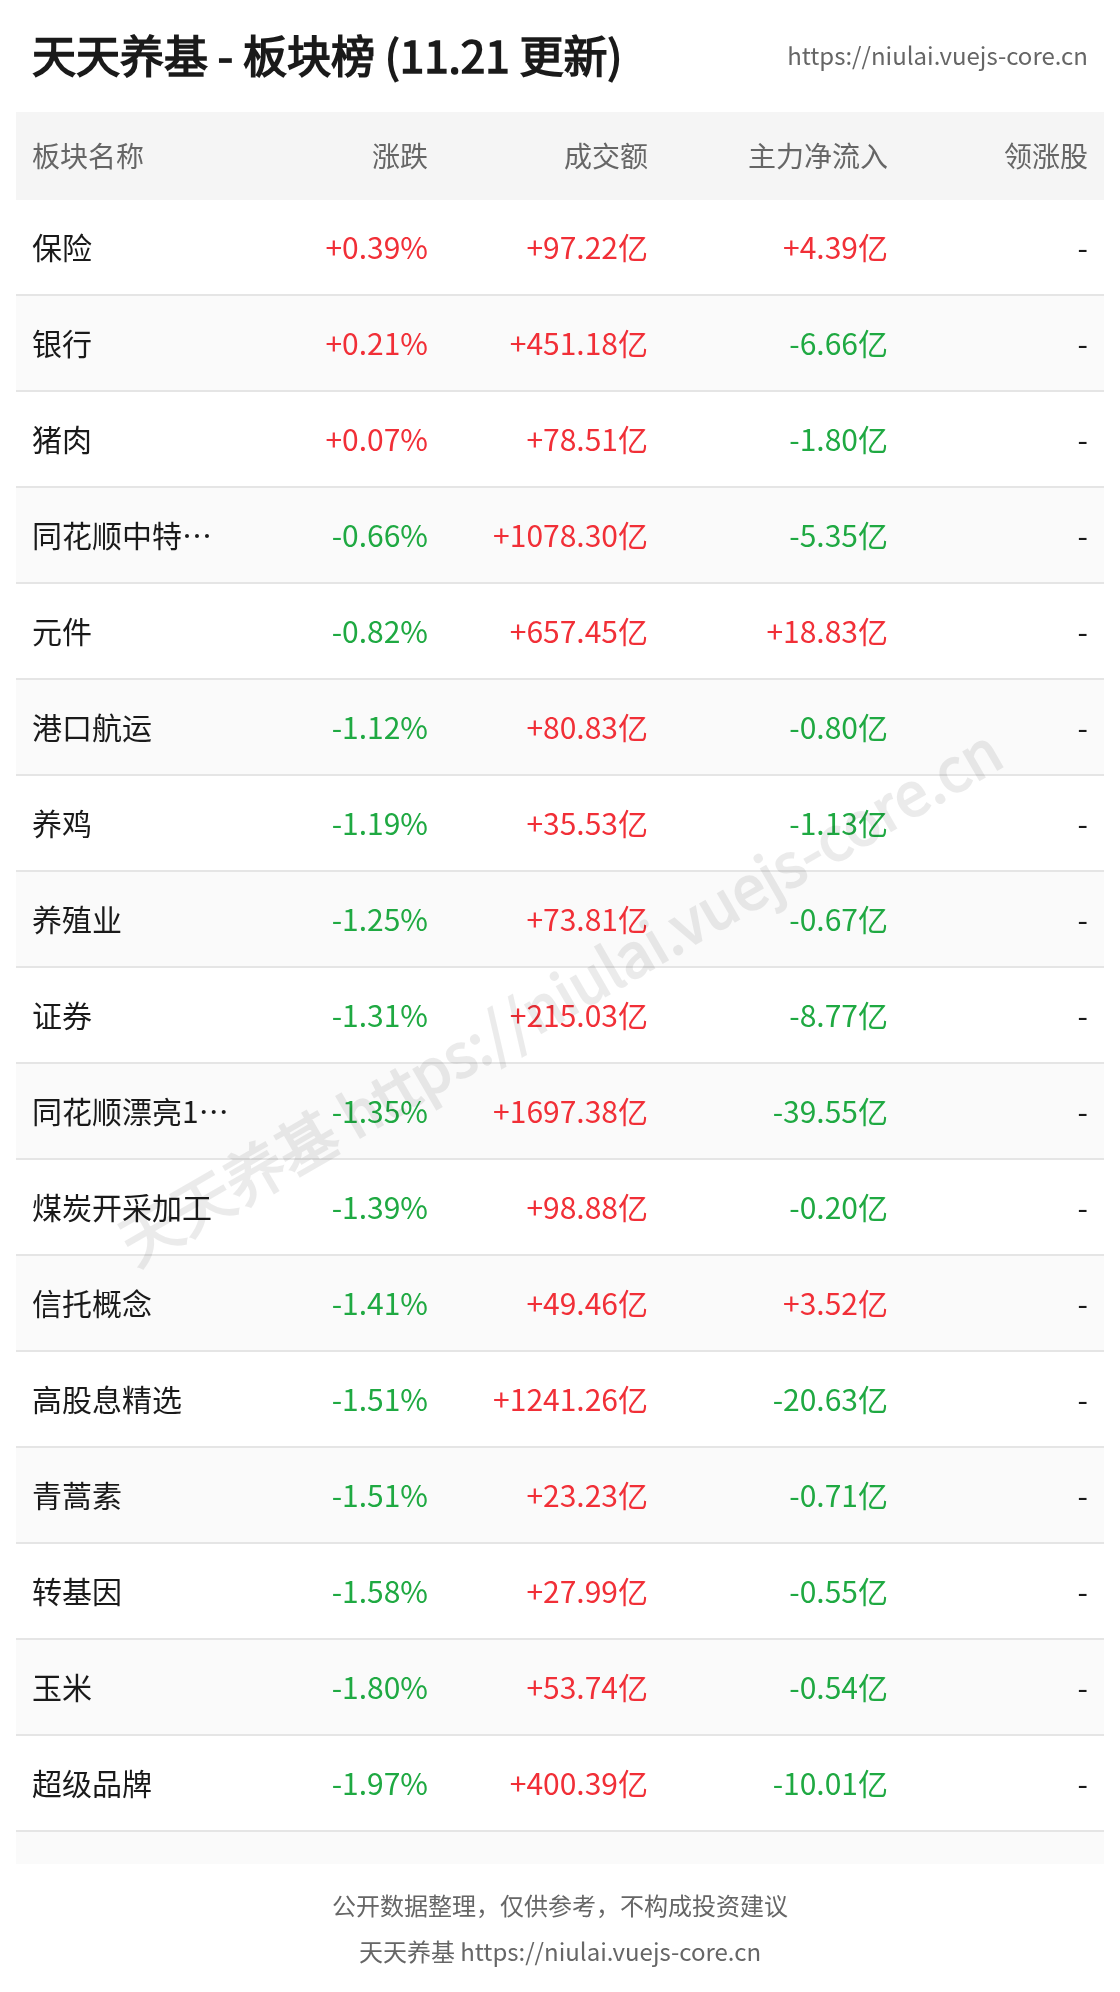 天天养基 - 板块榜 (11.21 更新) https://niulai.vuejs-core.cn
板块名称 涨跌 成交额 主力净流入 领涨股
保险 +0.39% +97.22亿 +4.39亿 -
银行 +0.21% +451.18亿 -6.66亿 -
猪肉 +0.07% +78.51亿 -1.80亿 -
同花顺中特… -0.66% +1078.30亿 -5.35亿 -
元件 -0.82% +657.45亿 +18.83亿 -
港口航运 -1.12% +80.83亿 -0.80亿 -
养鸡 -1.19% +35.53亿 -1.13亿 -
养殖业 -1.25% +73.81亿 -0.67亿 -
证券 -1.31% +215.03亿 -8.77亿 -
同花顺漂亮1… -1.35% +1697.38亿 -39.55亿 -
煤炭开采加工 -1.39% +98.88亿 -0.20亿 -
信托概念 -1.41% +49.46亿 +3.52亿 -
高股息精选 -1.51% +1241.26亿 -20.63亿 -
青蒿素 -1.51% +23.23亿 -0.71亿 -
转基因 -1.58% +27.99亿 -0.55亿 -
玉米 -1.80% +53.74亿 -0.54亿 -
超级品牌 -1.97% +400.39亿 -10.01亿 -
天天养基 https://niulai.vuejs-core.cn
公开数据整理，仅供参考，不构成投资建议
天天养基 https://niulai.vuejs-core.cn